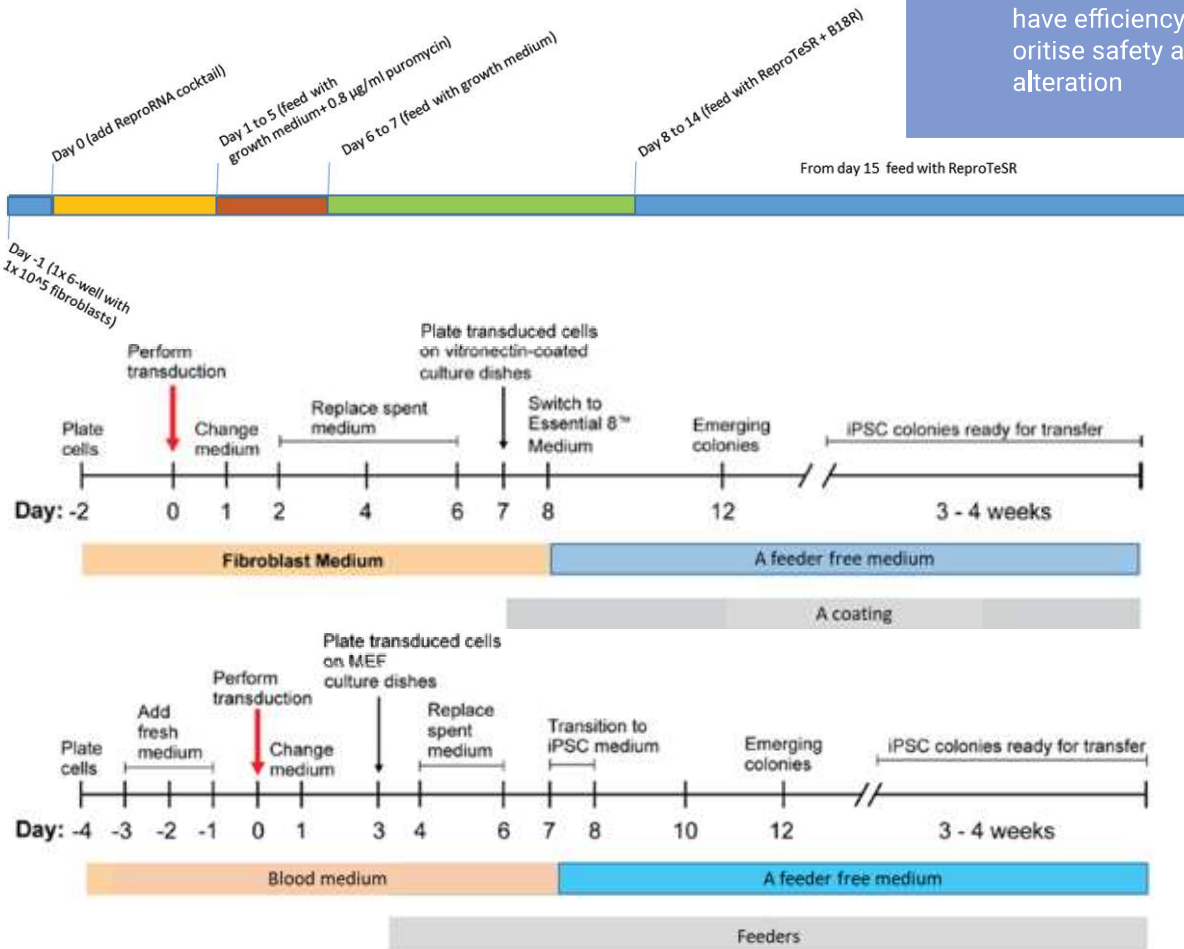 have efficiency
oritise safety a
alteration
Day 0 (add ReproRNA cocktail)
Day 1 to 5 (feed with
growth medium+ 0.8 µg/ml puromycin)
Day 6 to 7 (feed with growth medium)
Day 8 to 14 (feed with ReproTeSR + B18R)
From day 15 feed with ReproTeSR
Day -1 (1x 6-well with
1x 10^5 fibroblasts)
Plate
cells
Perform
transduction
Change
medium
Replace spent
medium
Plate transduced cells
on vitronectin-coated
culture dishes
Switch to
Essential 8™
Medium
Emerging
colonies
iPSC colonies ready for transfer
Day: -2 0 1 2 4 6 7 8 12 3 - 4 weeks
Fibroblast Medium
A feeder free medium
A coating
Plate
cells
Add
fresh
medium
Perform
transduction
Change
medium
Plate transduced cells
on MEF
culture dishes
Replace
spent
medium
Transition to
iPSC medium
Emerging
colonies
iPSC colonies ready for transfer
Day: -4 -3 -2 -1 0 1 3 4 6 7 8 10 12 3 - 4 weeks
Blood medium
A feeder free medium
Feeders